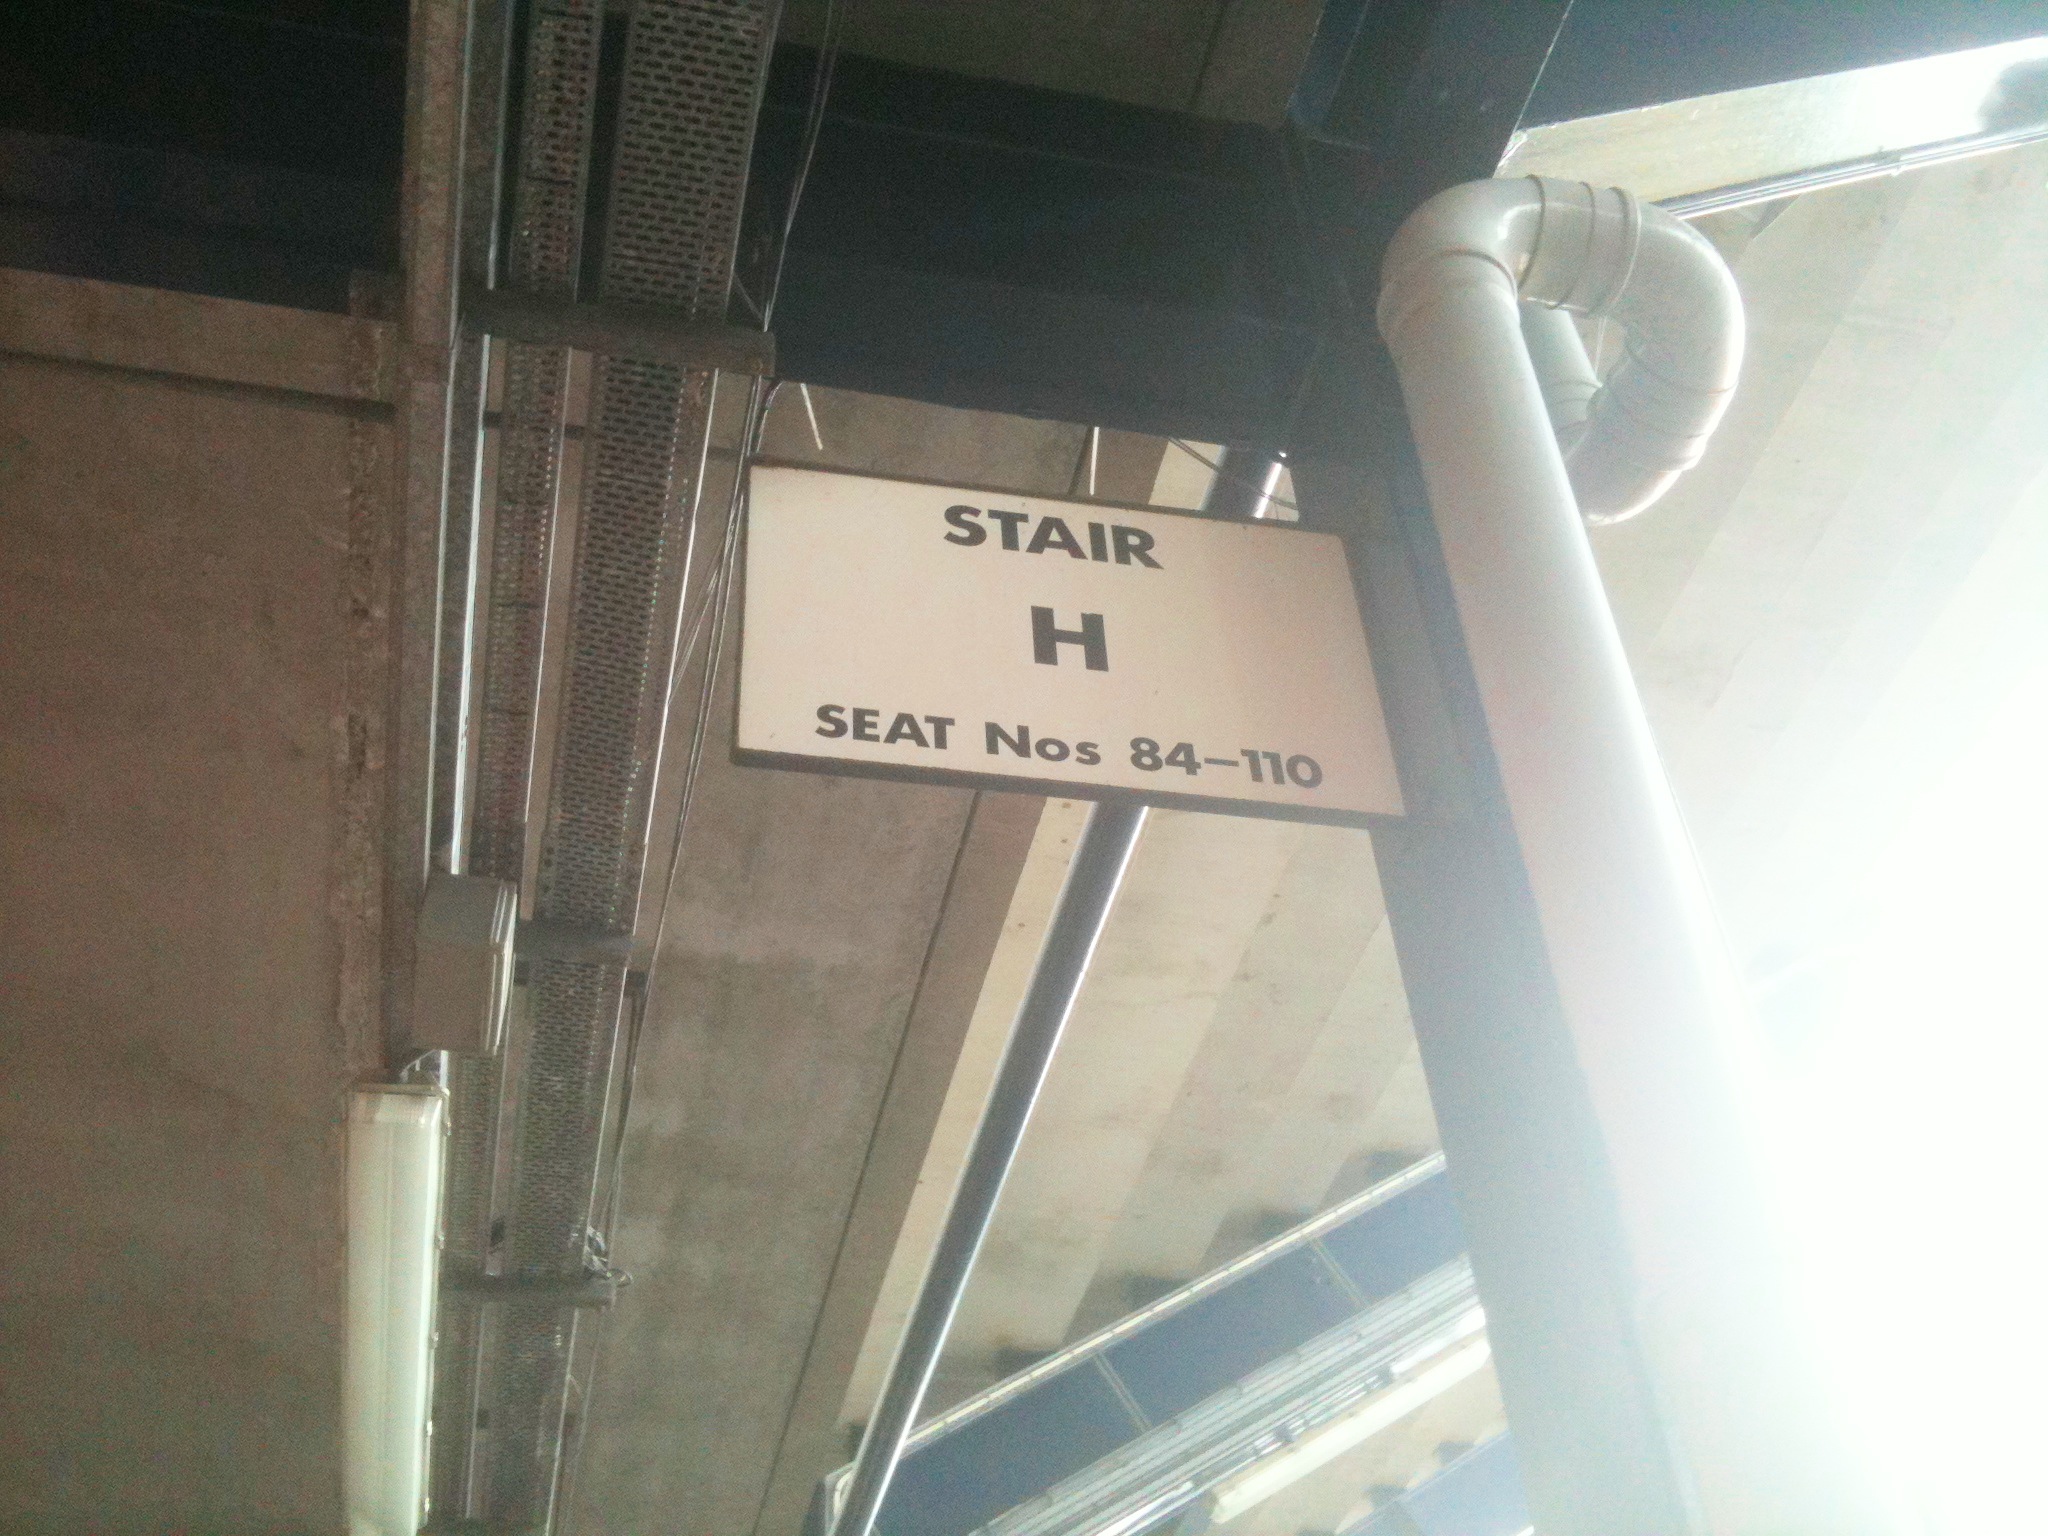 STAIR
H
SEAT Nos 84–110